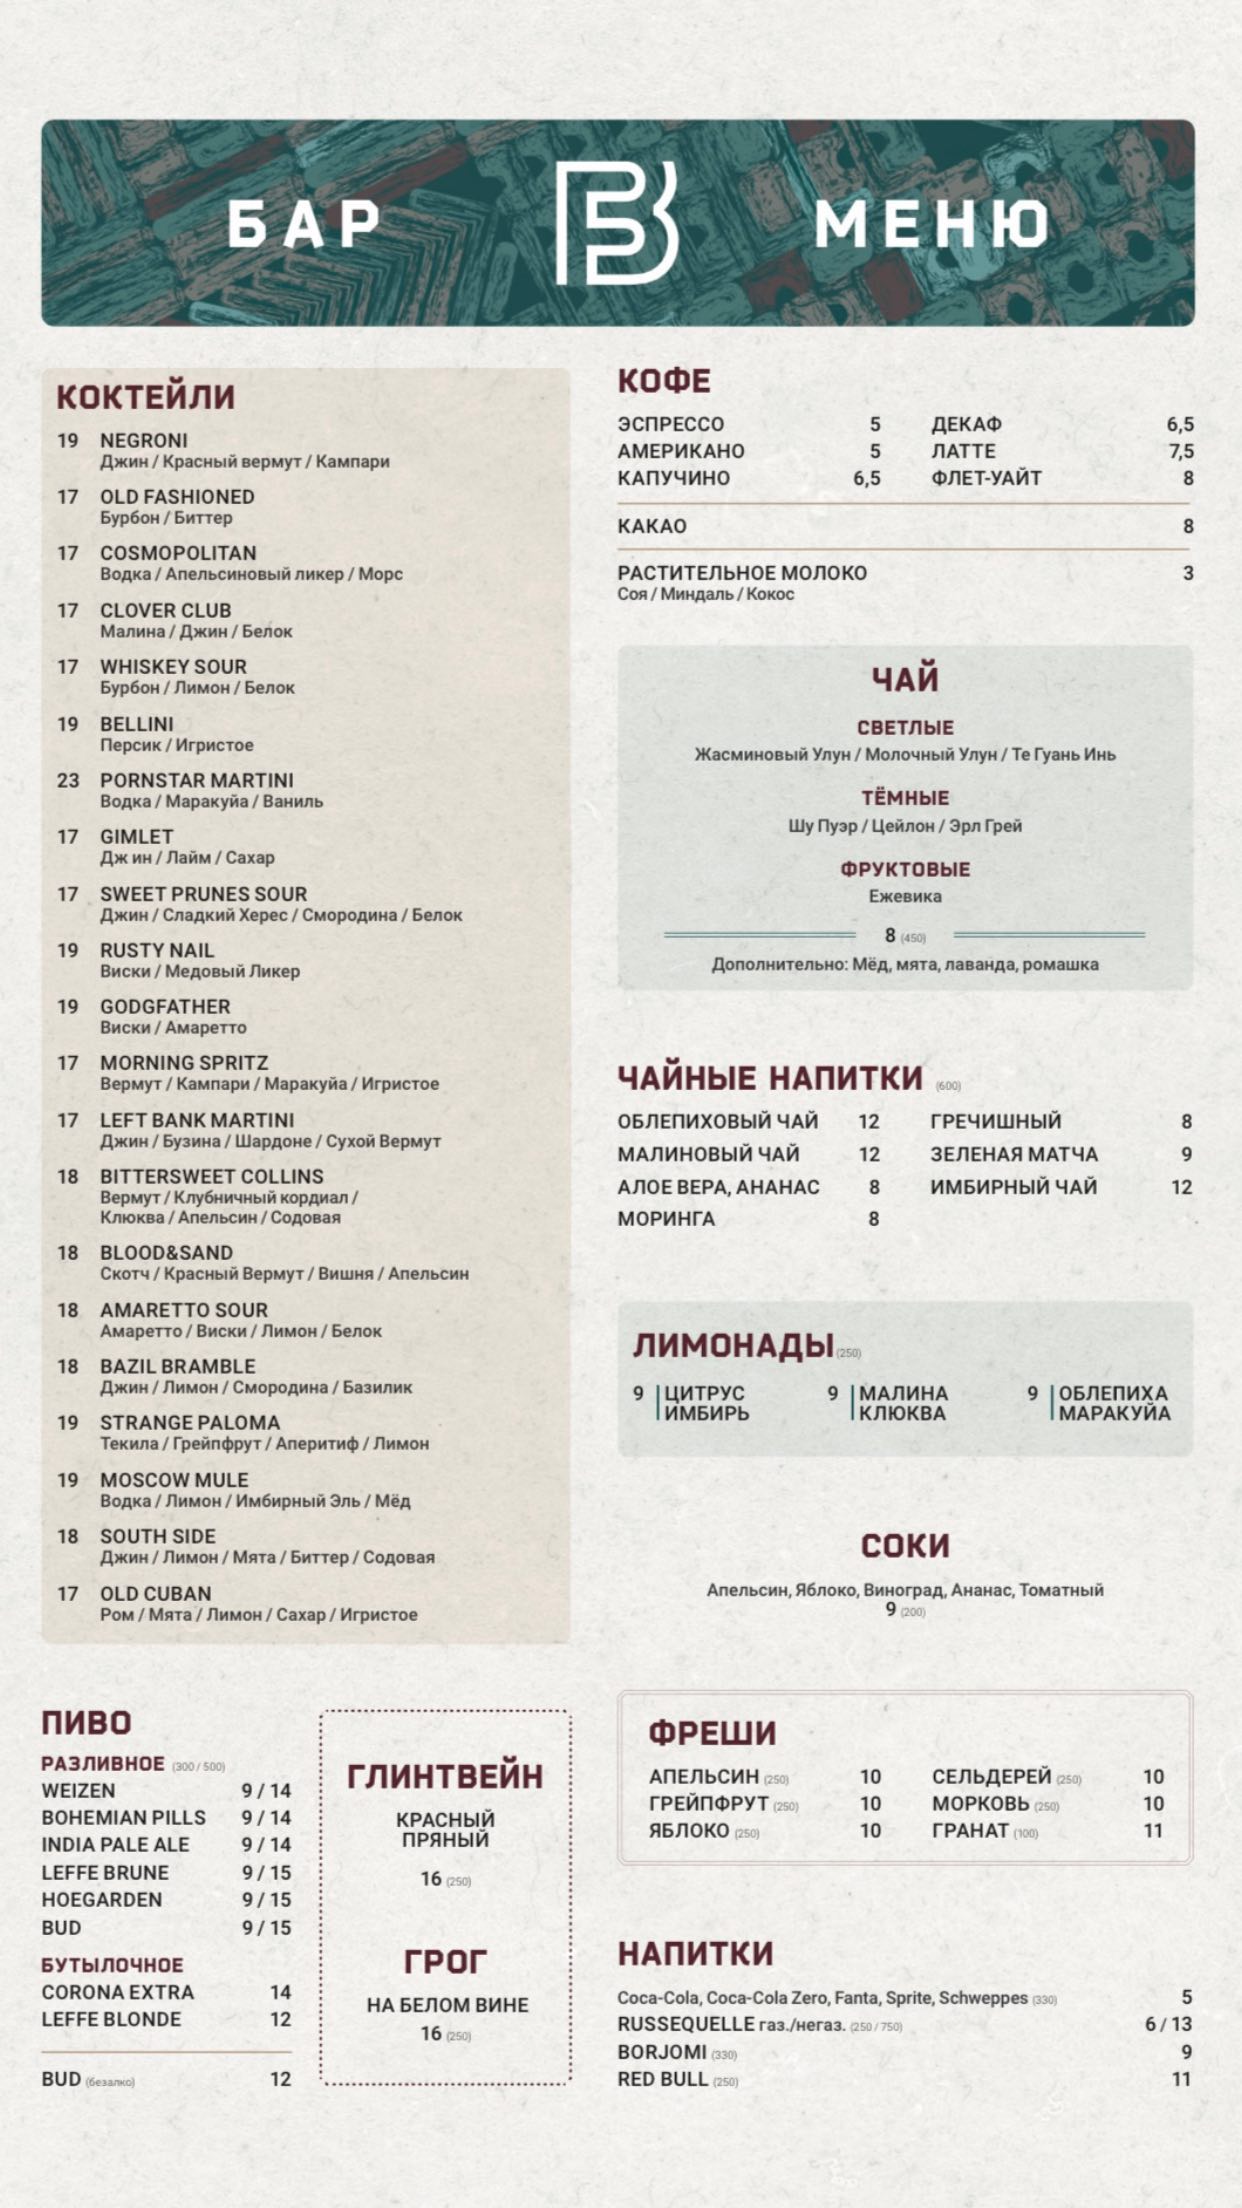 БАР
МЕНЮ
КОКТЕЙЛИ
19 NEGRONI
Джин / Красный вермут / Кампари
17 OLD FASHIONED
Бурбон / Биттер
17 COSMOPOLITAN
Водка / Апельсиновый ликер / Морс
17 CLOVER CLUB
Малина / Джин / Белок
17 WHISKEY SOUR
Бурбон / Лимон / Белок
19 BELLINI
Персик / Игристое
23 PORNSTAR MARTINI
Водка / Маракуйа / Ваниль
17 GIMLET
Дж ин / Лайм / Сахар
17 SWEET PRUNES SOUR
Джин / Сладкий Херес / Смородина / Белок
19 RUSTY NAIL
Виски / Медовый Ликер
19 GODGFATHER
Виски / Амаретто
17 MORNING SPRITZ
Вермут / Кампари / Маракуйа / Игристое
17 LEFT BANK MARTINI
Джин / Бузина / Шардоне / Сухой Вермут
18 BITTERSWEET COLLINS
Вермут / Клубничный кордиал /
Клюква / Апельсин / Содовая
18 BLOOD&SAND
Скотч / Красный Вермут / Вишня / Апельсин
18 AMARETTO SOUR
Амаретто / Виски / Лимон / Белок
18 BAZIL BRAMBLE
Джин / Лимон / Смородина / Базилик
19 STRANGE PALOMA
Текила / Грейпфрут / Аперитиф / Лимон
19 MOSCOW MULE
Водка / Лимон / Имбирный Эль / Мёд
18 SOUTH SIDE
Джин / Лимон / Мята / Биттер / Содовая
17 OLD CUBAN
Ром / Мята / Лимон / Сахар / Игристое
ПИВО
РАЗЛИВНОЕ (300 / 500)
WEIZEN 9 / 14
BOHEMIAN PILLS 9 / 14
INDIA PALE ALE 9 / 14
LEFFE BRUNE 9 / 15
HOEGARDEN 9 / 15
BUD 9 / 15
БУТЫЛОЧНОЕ
CORONA EXTRA 14
LEFFE BLONDE 12
BUD (безалко) 12
ГЛИНТВЕЙН
КРАСНЫЙ
ПРЯНЫЙ
16 (250)
ГРОГ
НА БЕЛОМ ВИНЕ
16 (250)
КОФЕ
ЭСПРЕССО 5 ДЕКАФ 6,5
АМЕРИКАНО 5 ЛАТТЕ 7,5
КАПУЧИНО 6,5 ФЛЕТ-УАЙТ 8
КАКАО 8
РАСТИТЕЛЬНОЕ МОЛОКО 3
Соя / Миндаль / Кокос
ЧАЙ
СВЕТЛЫЕ
Жасминовый Улун / Молочный Улун / Те Гуань Инь
ТЁМНЫЕ
Шу Пуэр / Цейлон / Эрл Грей
ФРУКТОВЫЕ
Ежевика
8 (450)
Дополнительно: Мёд, мята, лаванда, ромашка
ЧАЙНЫЕ НАПИТКИ (600)
ОБЛЕПИХОВЫЙ ЧАЙ 12 ГРЕЧИШНЫЙ 8
МАЛИНОВЫЙ ЧАЙ 12 ЗЕЛЕНАЯ МАТЧА 9
АЛОЕ ВЕРА, АНАНАС 8 ИМБИРНЫЙ ЧАЙ 12
МОРИНГА 8
ЛИМОНАДЫ (250)
9 ЦИТРУС 9 МАЛИНА 9 ОБЛЕПИХА
ИМБИРЬ КЛЮКВА МАРАКУЙА
СОКИ
Апельсин, Яблоко, Виноград, Ананас, Томатный
9 (200)
ФРЕШИ
АПЕЛЬСИН (250) 10 СЕЛЬДЕРЕЙ (250) 10
ГРЕЙПФРУТ (250) 10 МОРКОВЬ (250) 10
ЯБЛОКО (250) 10 ГРАНАТ (100) 11
НАПИТКИ
Coca-Cola, Coca-Cola Zero, Fanta, Sprite, Schweppes (330) 5
RUSSEQUELLE газ./негаз. (250 / 750) 6 / 13
BORJOMI (330) 9
RED BULL (250) 11